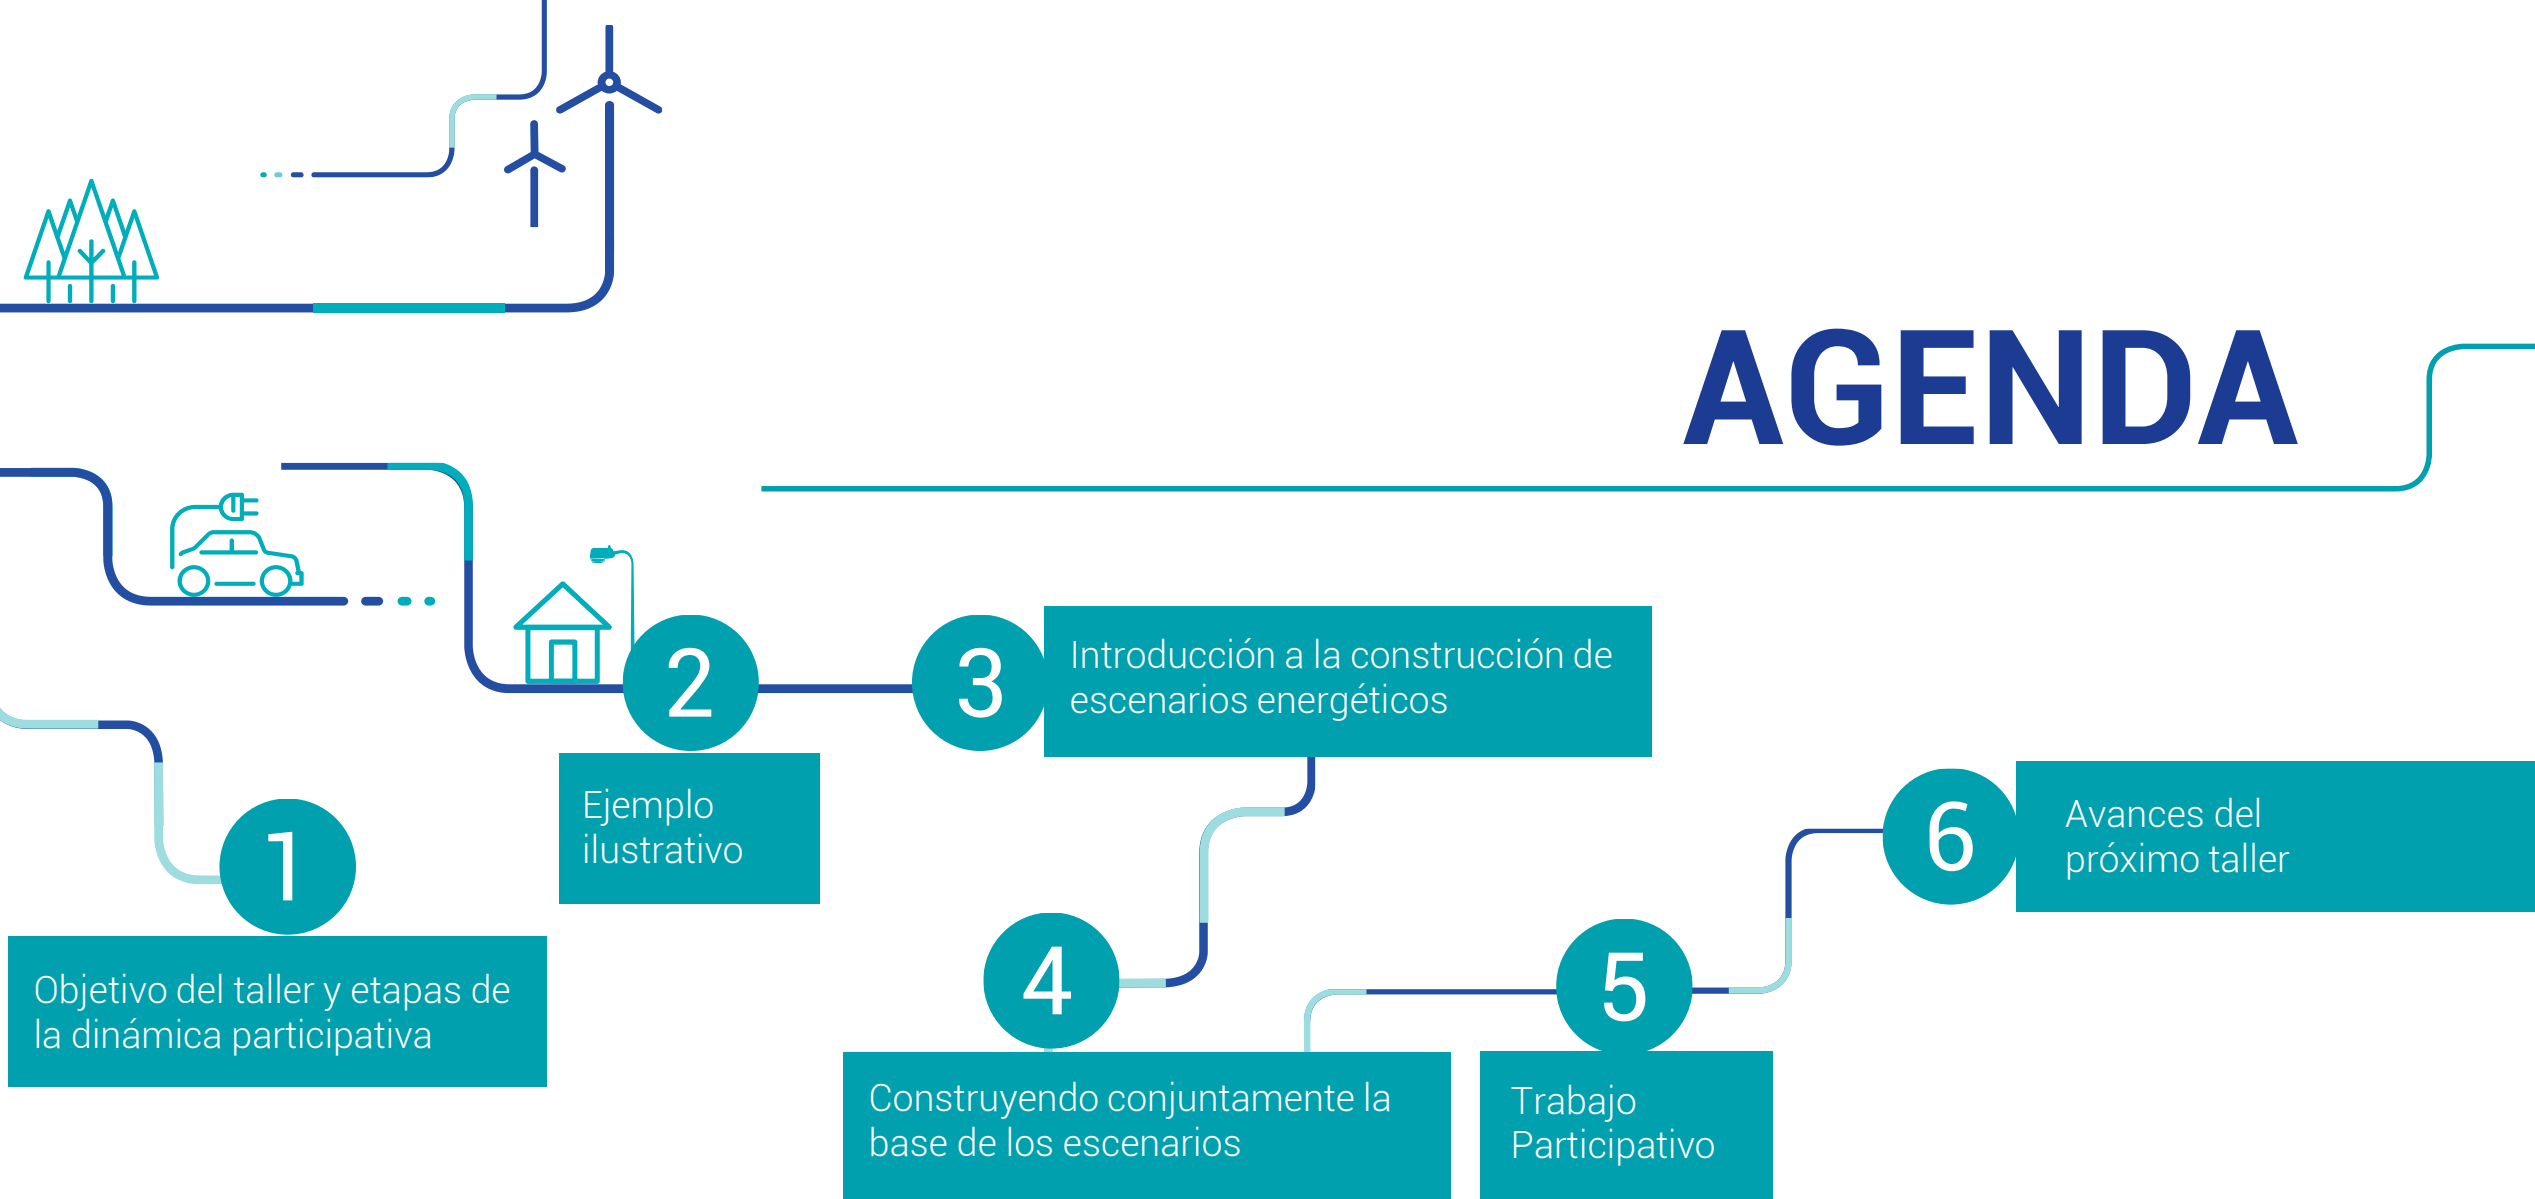 AGENDA
1
Objetivo del taller y etapas de
la dinámica participativa
2
Ejemplo
ilustrativo
3
Introducción a la construcción de
escenarios energéticos
4
Construyendo conjuntamente la
base de los escenarios
5
Trabajo
Participativo
6
Avances del
próximo taller